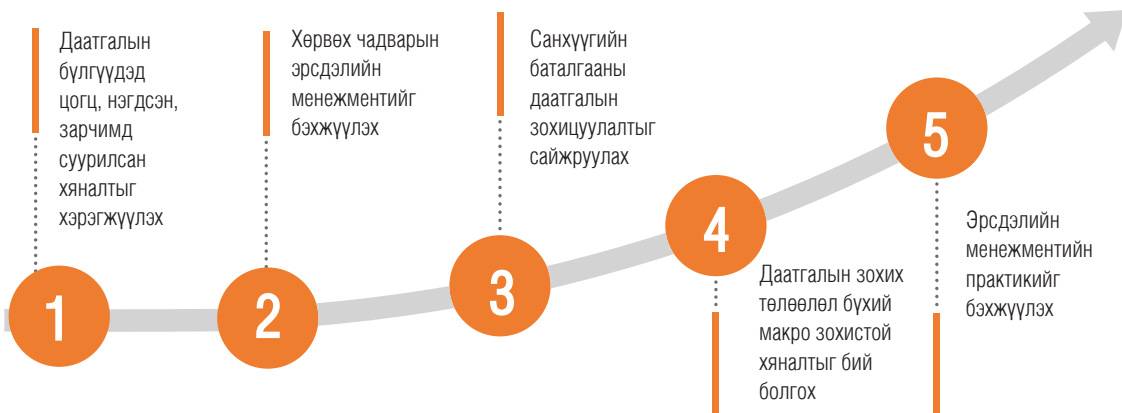 Даатгалын
бүлгүүдэд
цогц, нэгдсэн,
зарчимд
суурилсан
хяналтыг
хэрэгжүүлэх
1
Хөрвөх чадварын
эрсдэлийн
менежментийг
бэхжүүлэх
2
Санхүүгийн
баталгааны
даатгалын
зохицуулалтыг
сайжруулах
3
4
Даатгалын зохих
төлөөлөл бүхий
макро зохистой
хяналтыг бий
болгох
5
Эрсдэлийн
менежментийн
практикийг
бэхжүүлэх